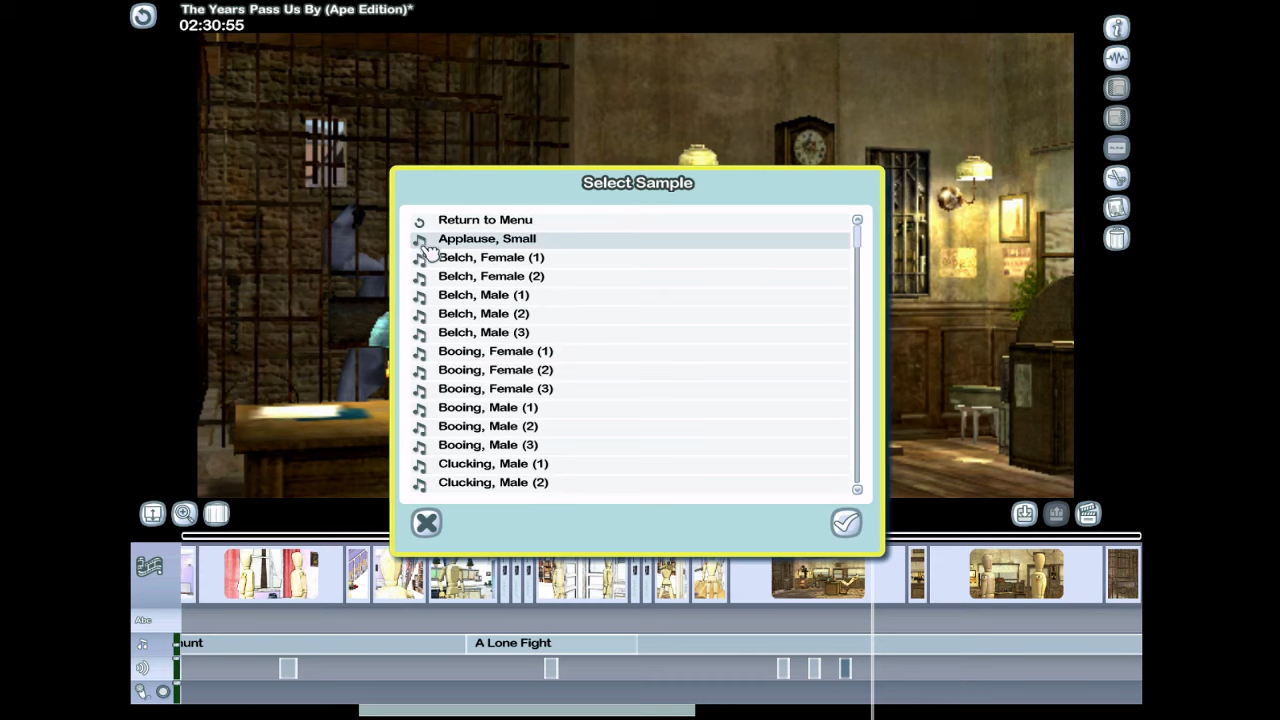 The Years Pass Us By (Ape Edition)*
02:30:55
Select Sample
Return to Menu
Applause, Small
Belch, Female (1)
Belch, Female (2)
Belch, Male (1)
Belch, Male (2)
Belch, Male (3)
Booing, Female (1)
Booing, Female (2)
Booing, Female (3)
Booing, Male (1)
Booing, Male (2)
Booing, Male (3)
Clucking, Male (1)
Clucking, Male (2)
Abc
unt
A Lone Fight